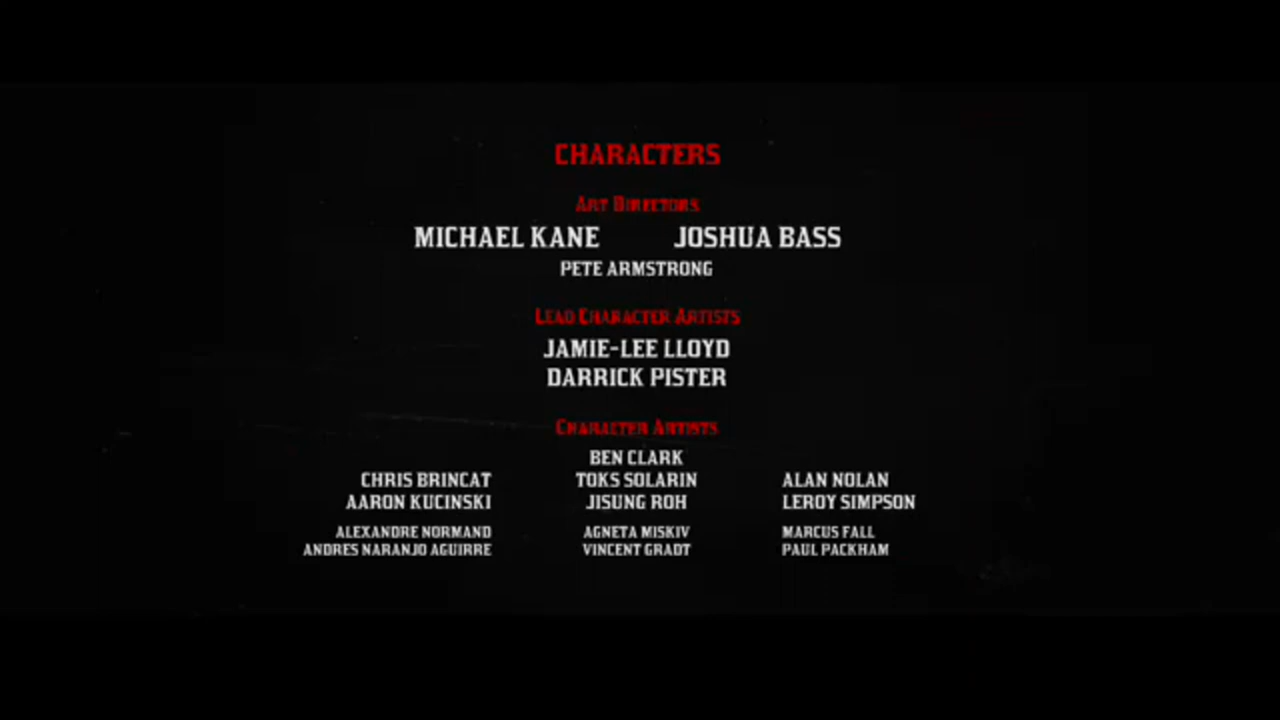 CHARACTERS
ART DIRECTORS
MICHAEL KANE JOSHUA BASS
PETE ARMSTRONG
LEAD CHARACTER ARTISTS
JAMIE-LEE LLOYD
DARRICK PISTER
CHARACTER ARTISTS
BEN CLARK
CHRIS BRINCAT TOKS SOLARIN ALAN NOLAN
AARON KUCINSKI JISUNG ROH LEROY SIMPSON
ALEXANDRE NORMAND AGNETA MISKIV MARCUS FALL
ANDRES NARANJO AGUIRRE VINCENT GRADT PAUL PACKHAM